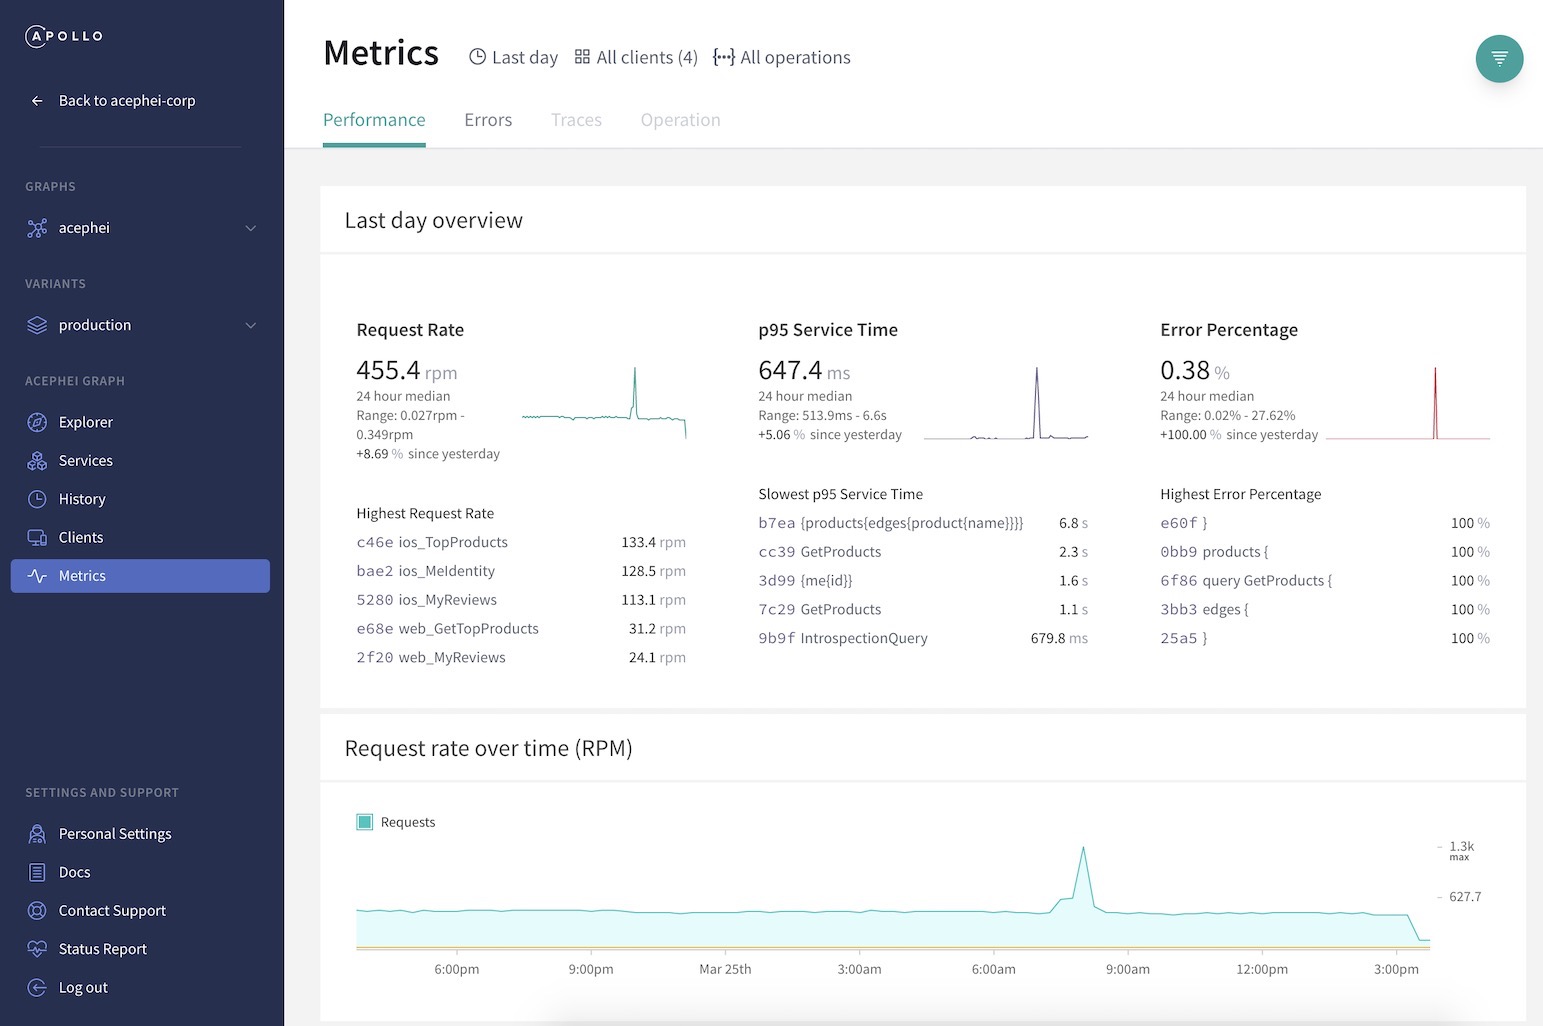 APOLLO
Back to acephei-corp
GRAPHS
acephei
VARIANTS
production
ACEPHEI GRAPH
Explorer
Services
History
Clients
Metrics
SETTINGS AND SUPPORT
Personal Settings
Docs
Contact Support
Status Report
Log out
Metrics Last day All clients (4) {···} All operations
Performance Errors Traces Operation
Last day overview
Request Rate
455.4 rpm
24 hour median
Range: 0.027rpm -
0.349rpm
+8.69 % since yesterday
Highest Request Rate
c46e ios_TopProducts 133.4 rpm
bae2 ios_MeIdentity 128.5 rpm
5280 ios_MyReviews 113.1 rpm
e68e web_GetTopProducts 31.2 rpm
2f20 web_MyReviews 24.1 rpm
p95 Service Time
647.4 ms
24 hour median
Range: 513.9ms - 6.6s
+5.06 % since yesterday
Slowest p95 Service Time
b7ea {products{edges{product{name}}}} 6.8 s
cc39 GetProducts 2.3 s
3d99 {me{id}} 1.6 s
7c29 GetProducts 1.1 s
9b9f IntrospectionQuery 679.8 ms
Error Percentage
0.38 %
24 hour median
Range: 0.02% - 27.62%
+100.00 % since yesterday
Highest Error Percentage
e60f } 100 %
0bb9 products { 100 %
6f86 query GetProducts { 100 %
3bb3 edges { 100 %
25a5 } 100 %
Request rate over time (RPM)
Requests
1.3k
max
627.7
6:00pm 9:00pm Mar 25th 3:00am 6:00am 9:00am 12:00pm 3:00pm